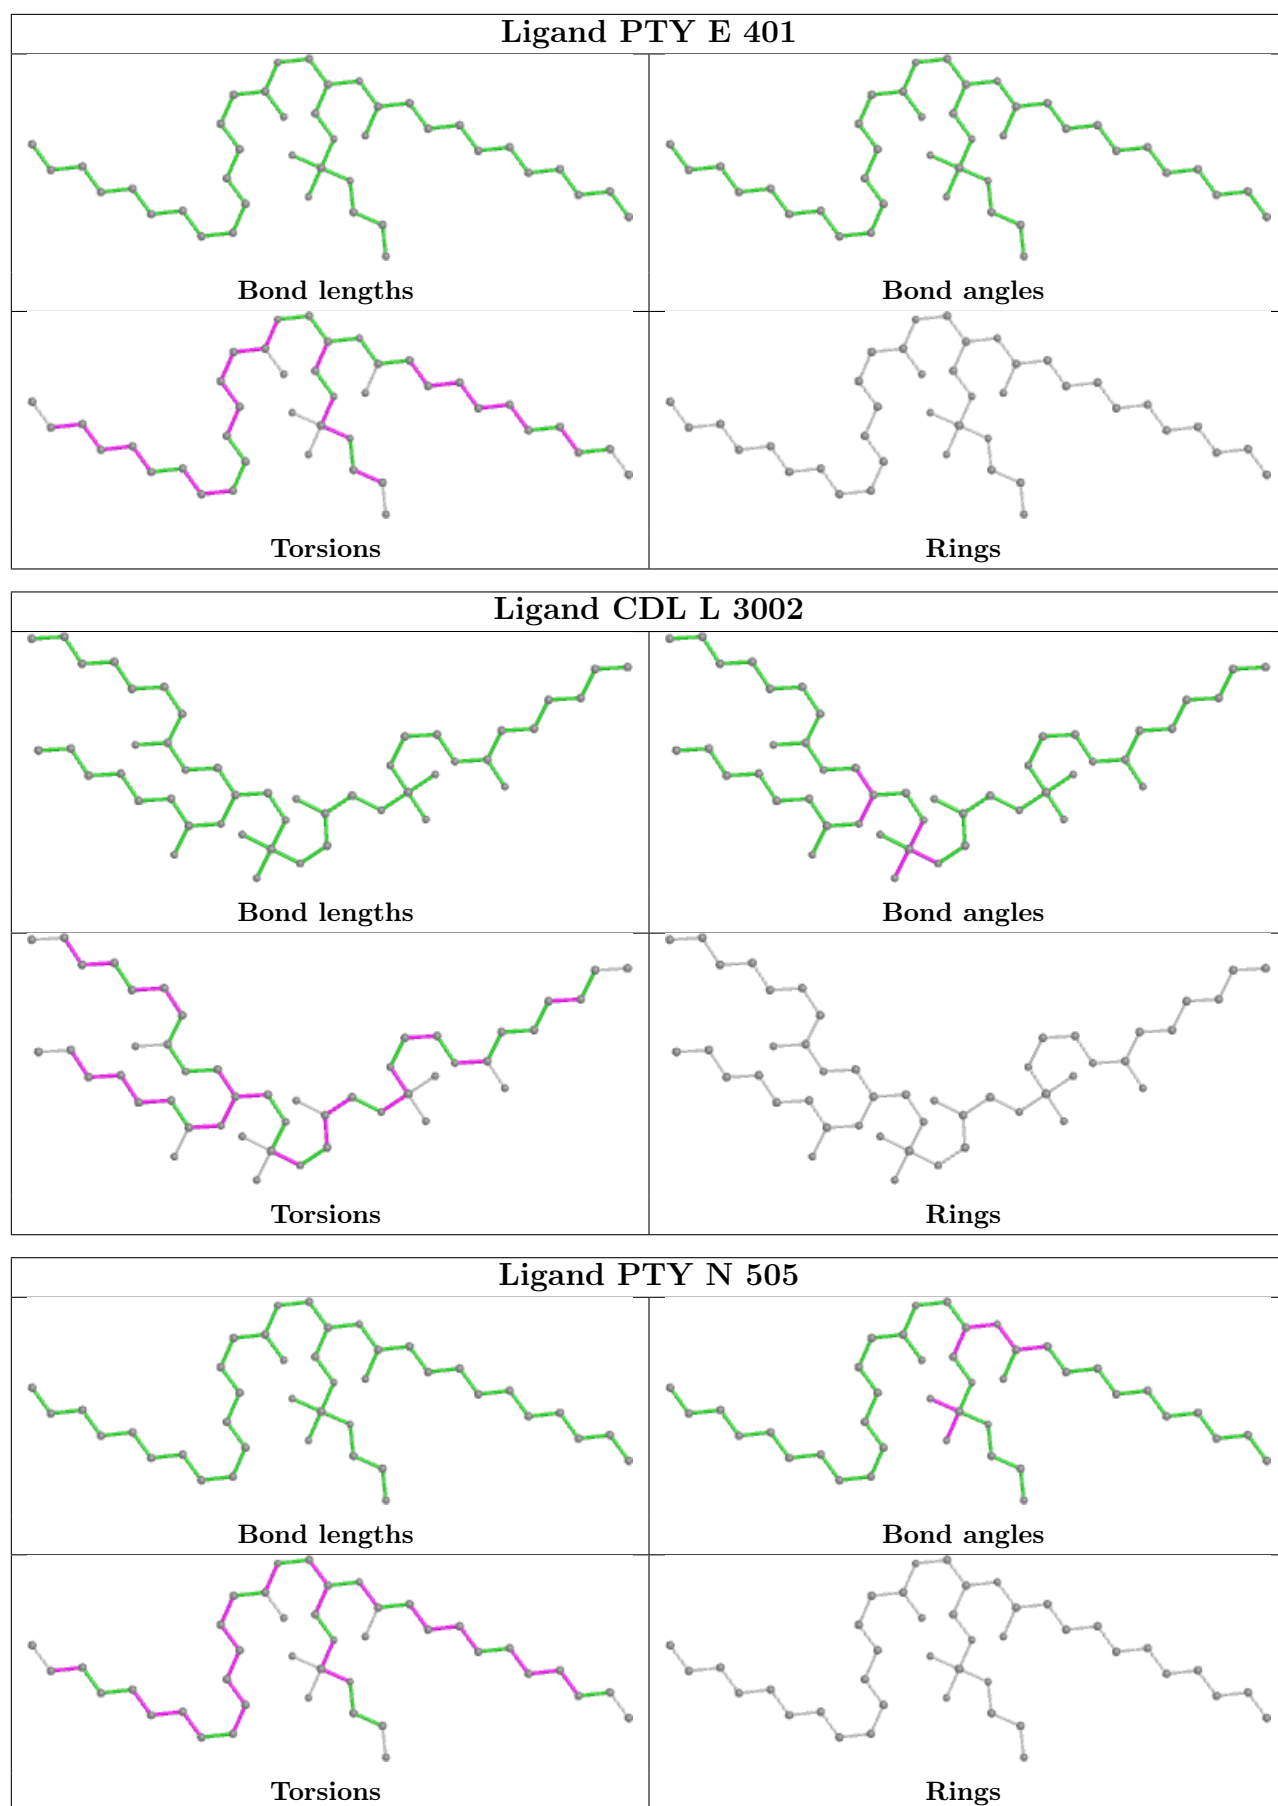 Ligand PTY E 401
Bond lengths
Bond angles
Torsions
Rings
Ligand CDL L 3002
Bond lengths
Bond angles
Torsions
Rings
Ligand PTY N 505
Bond lengths
Bond angles
Torsions
Rings